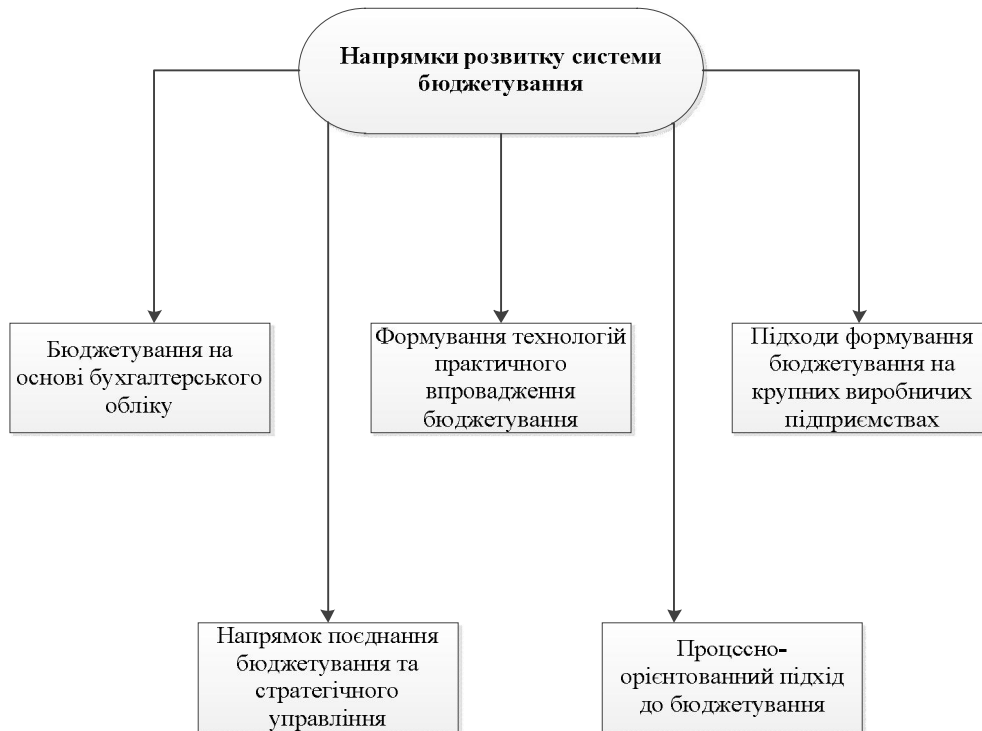 Напрямки розвитку системи
бюджетування
Бюджетування на
основі бухгалтерського
обліку
Формування технологій
практичного
впровадження
бюджетування
Підходи формування
бюджетування на
крупних виробничих
підприємствах
Напрямок поєднання
бюджетування та
стратегічного
управління
Процесно-
орієнтованний підхід
до бюджетування